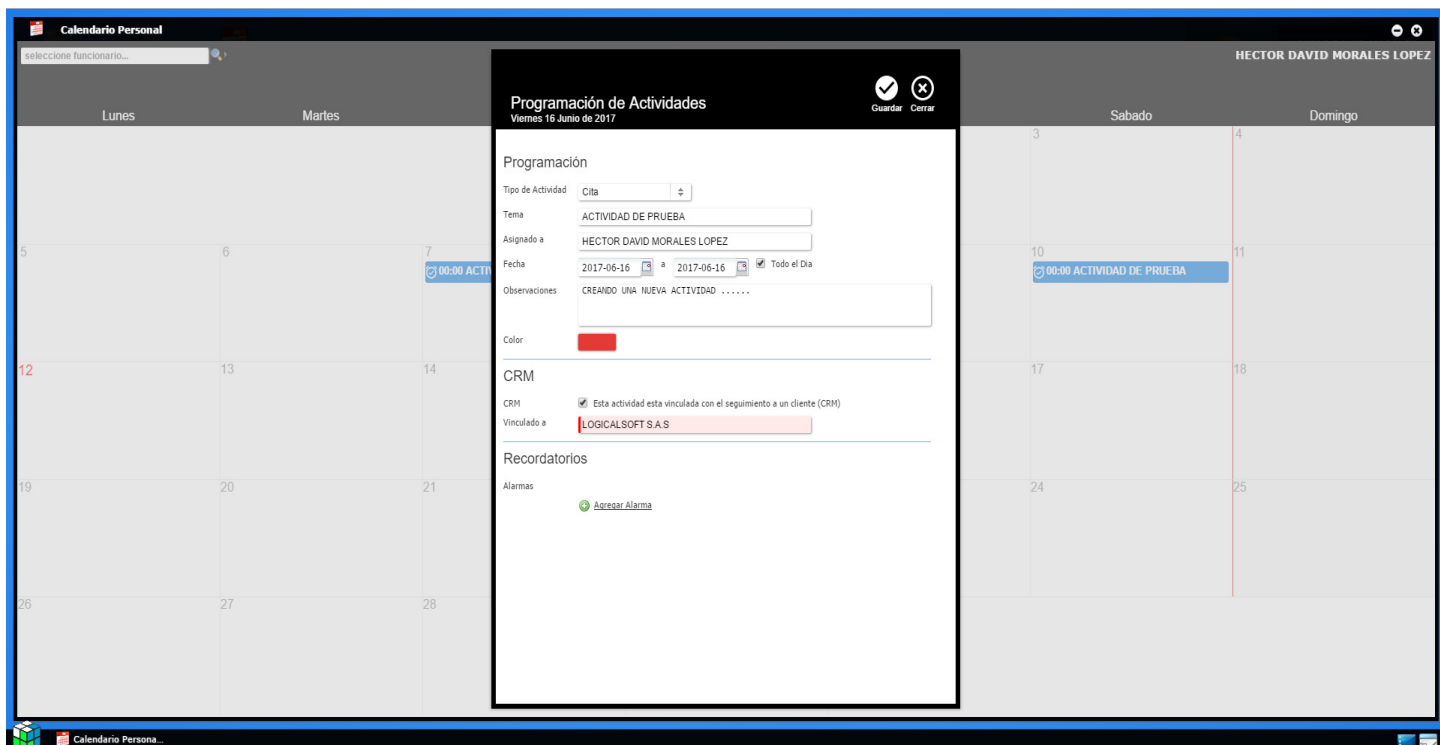 Calendario Personal
seleccione funcionario...
HECTOR DAVID MORALES LOPEZ
Lunes
Martes
Sabado
Domingo
Programación de Actividades
Viernes 16 Junio de 2017
Guardar
Cerrar
Programación
Tipo de Actividad Cita
Tema ACTIVIDAD DE PRUEBA
Asignado a HECTOR DAVID MORALES LOPEZ
Fecha 2017-06-16 a 2017-06-16 Todo el Dia
Observaciones CREANDO UNA NUEVA ACTIVIDAD ......
Color
CRM
CRM Esta actividad esta vinculada con el seguimiento a un cliente (CRM)
Vinculado a LOGICALSOFT S.A.S
Recordatorios
Alarmas
Agregar Alarma
3 4
5 6 7 10 11
00:00 ACTIV
00:00 ACTIVIDAD DE PRUEBA
12 13 14 17 18
19 20 21 24 25
26 27 28
Calendario Persona...